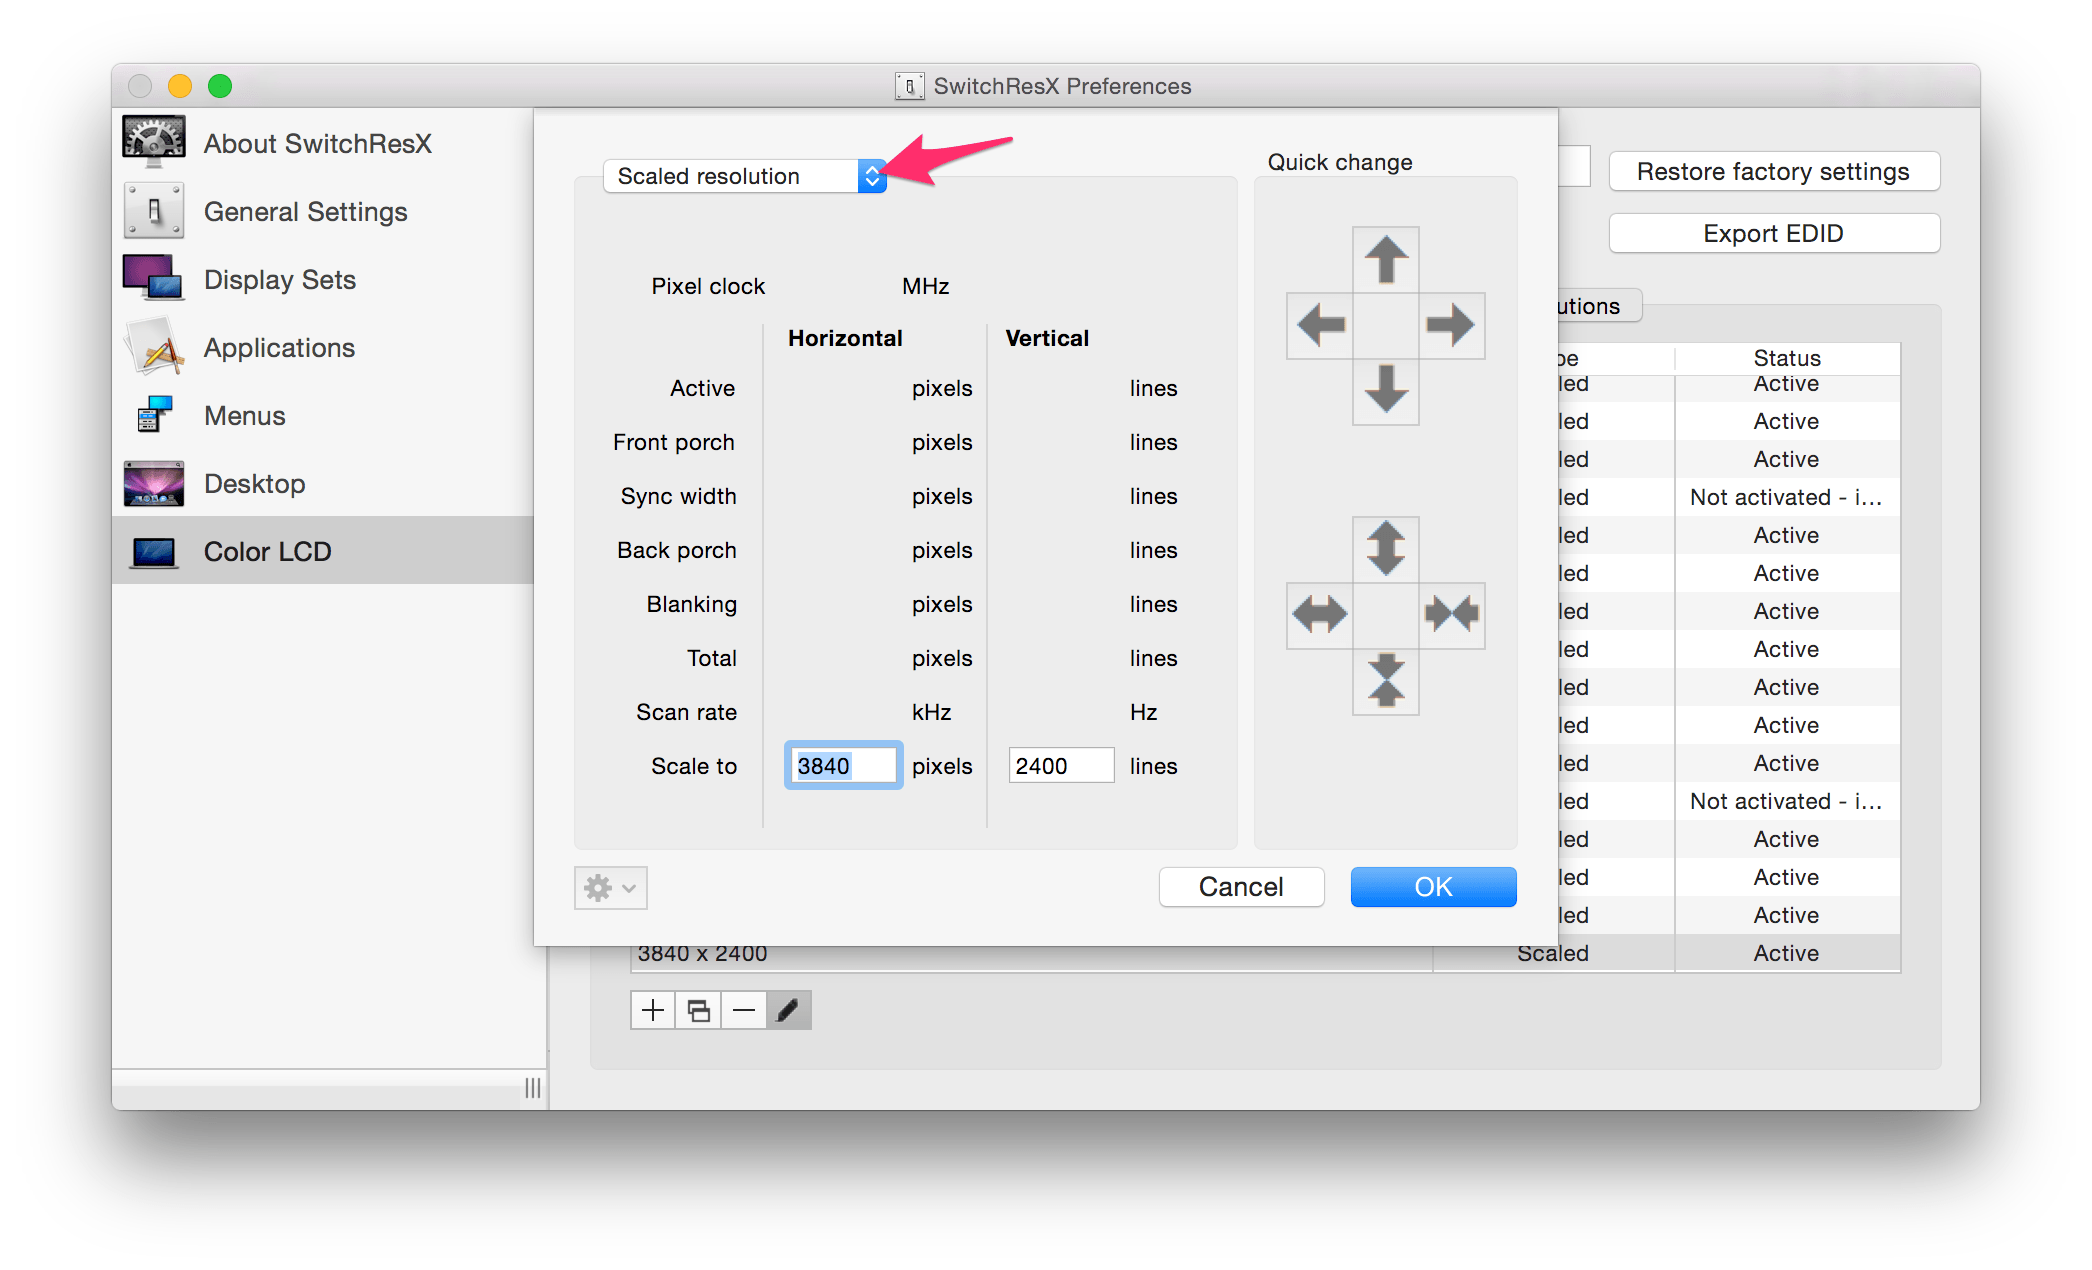 SwitchResX Preferences
About SwitchResX
General Settings
Display Sets
Applications
Menus
Desktop
Color LCD
Scaled resolution
Pixel clock MHz
Horizontal Vertical
Active pixels lines
Front porch pixels lines
Sync width pixels lines
Back porch pixels lines
Blanking pixels lines
Total pixels lines
Scan rate kHz Hz
Scale to 3840 pixels 2400 lines
Cancel OK
Quick change
Restore factory settings
Export EDID
utions
pe Status
led Active
led Active
led Active
led Not activated - i...
led Active
led Active
led Active
led Active
led Active
led Active
led Active
led Not activated - i...
led Active
led Active
led Active
3840 x 2400 Scaled Active